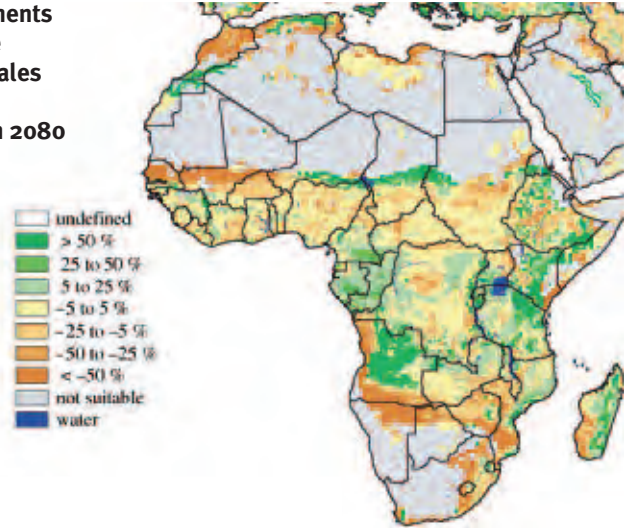 ments
ales
2080
undefined
> 50 %
25 to 50 %
5 to 25 %
−5 to 5 %
−25 to −5 %
−50 to −25 %
< −50 %
not suitable
water